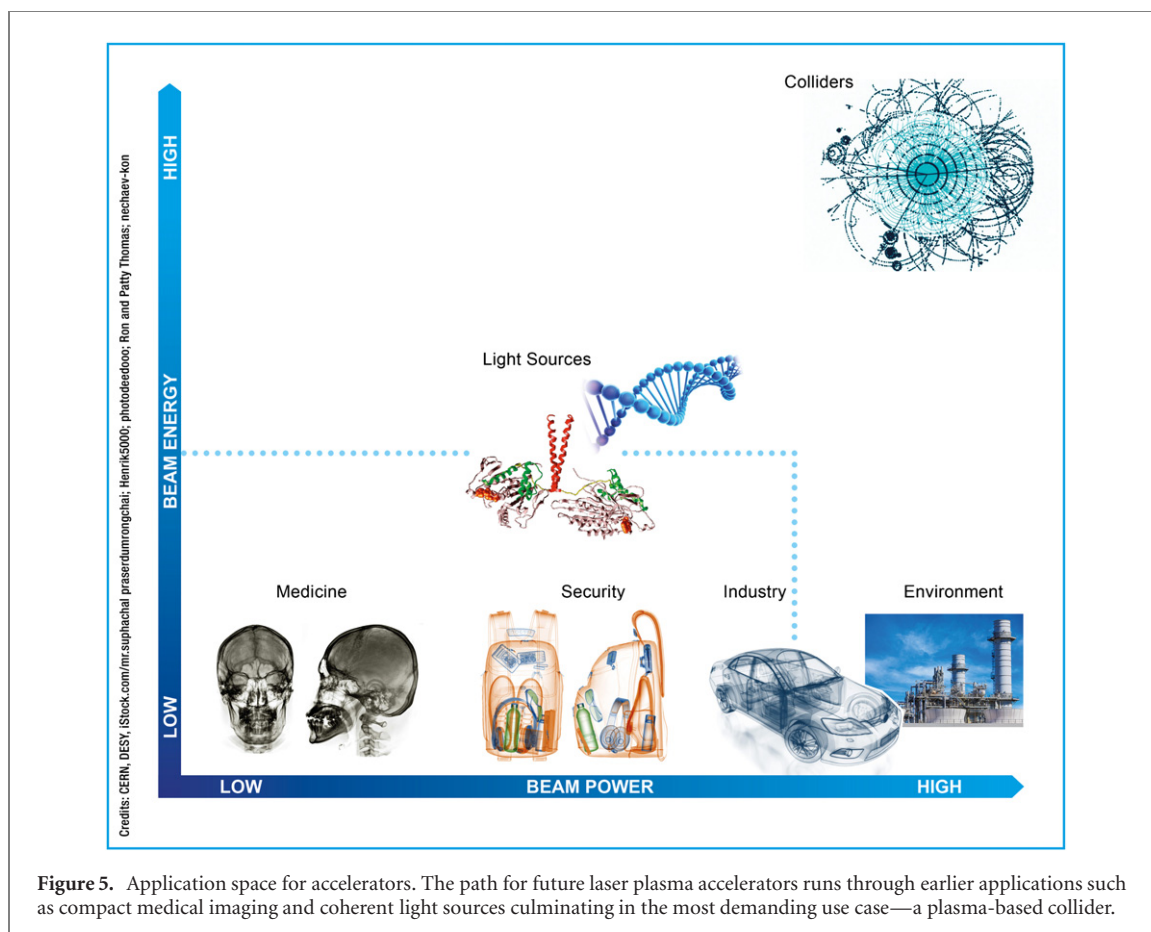 Colliders
HIGH
Credits: CERN, DESY, iStock.com/mr.suphachal praserdumrongchai; Henrik5000; photodeedooo; Ron and Patty Thomas; nechaev-kon
Light Sources
BEAM ENERGY
Medicine
Security
Industry
Environment
LOW
LOW
BEAM POWER
HIGH
Figure 5. Application space for accelerators. The path for future laser plasma accelerators runs through earlier applications such
as compact medical imaging and coherent light sources culminating in the most demanding use case—a plasma-based collider.